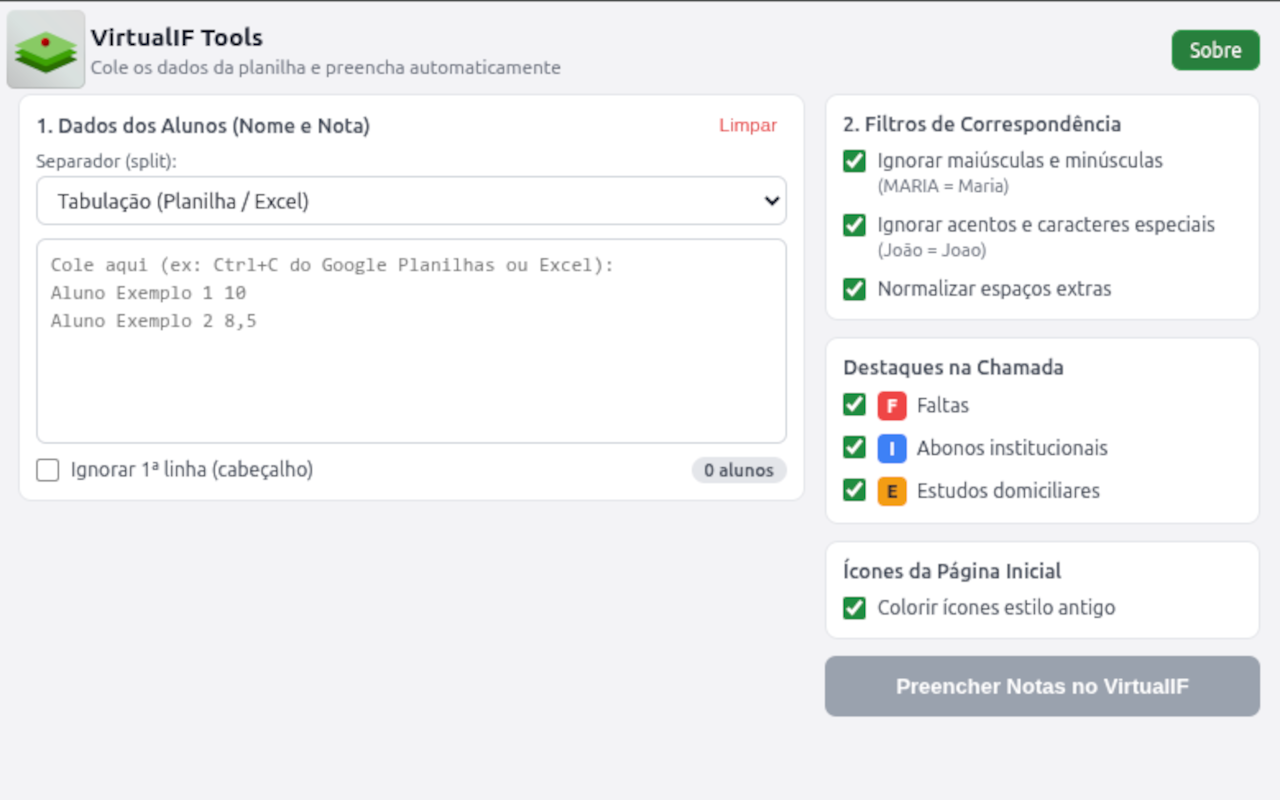 VirtualIF Tools
Cole os dados da planilha e preencha automaticamente
Sobre
1. Dados dos Alunos (Nome e Nota)
Limpar
Separador (split):
Tabulação (Planilha / Excel)
Cole aqui (ex: Ctrl+C do Google Planilhas ou Excel):
Aluno Exemplo 1 10
Aluno Exemplo 2 8,5
Ignorar 1ª linha (cabeçalho)
0 alunos
2. Filtros de Correspondência
Ignorar maiúsculas e minúsculas
(MARIA = Maria)
Ignorar acentos e caracteres especiais
(João = Joao)
Normalizar espaços extras
Destaques na Chamada
F Faltas
I Abonos institucionais
E Estudos domiciliares
Ícones da Página Inicial
Colorir ícones estilo antigo
Preencher Notas no VirtualIF